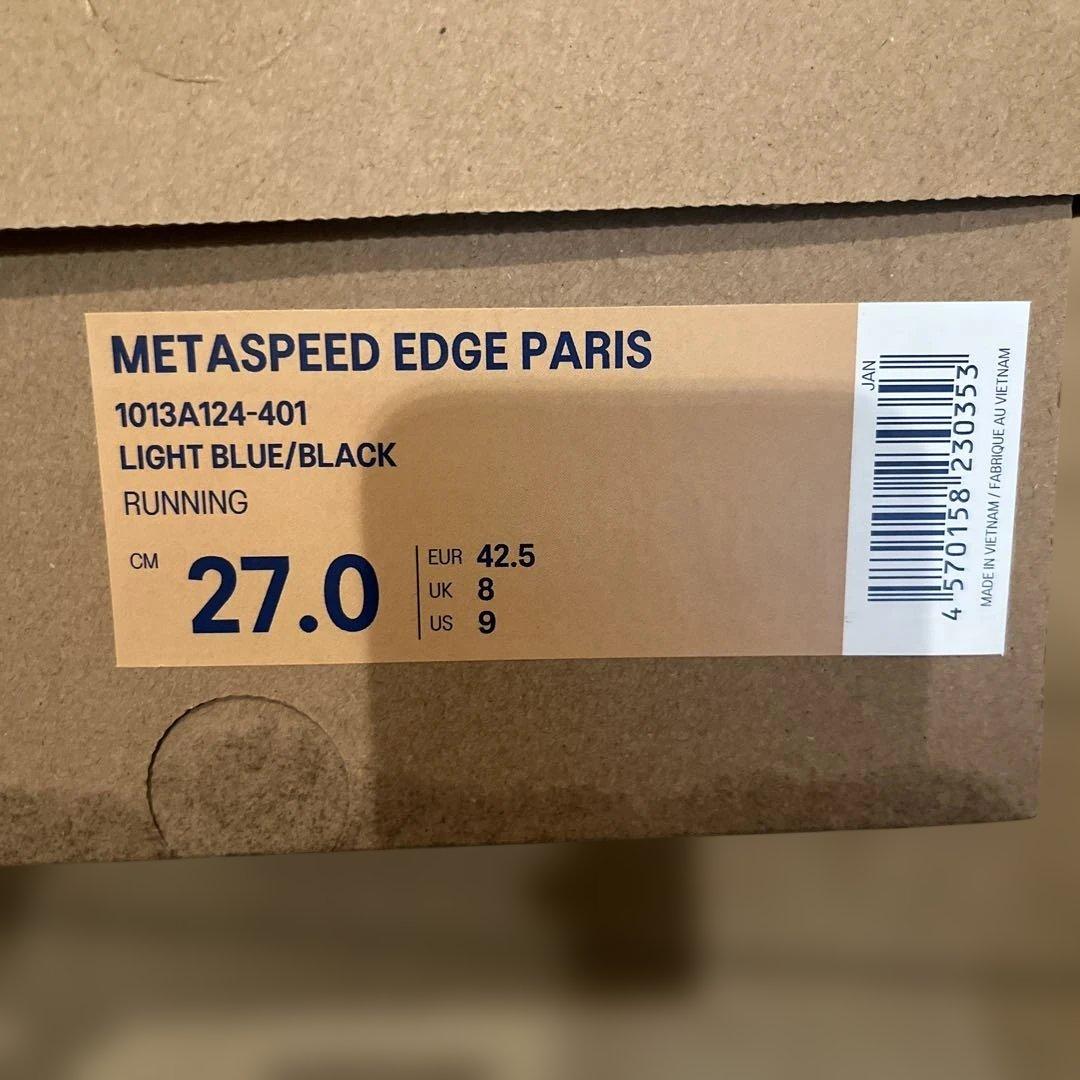 METASPEED EDGE PARIS
1013A124-401
LIGHT BLUE/BLACK
RUNNING
CM 27.0
EUR 42.5
UK 8
US 9
JAN
4 570158 230353
MADE IN VIETNAM / FABRIQUE AU VIETNAM